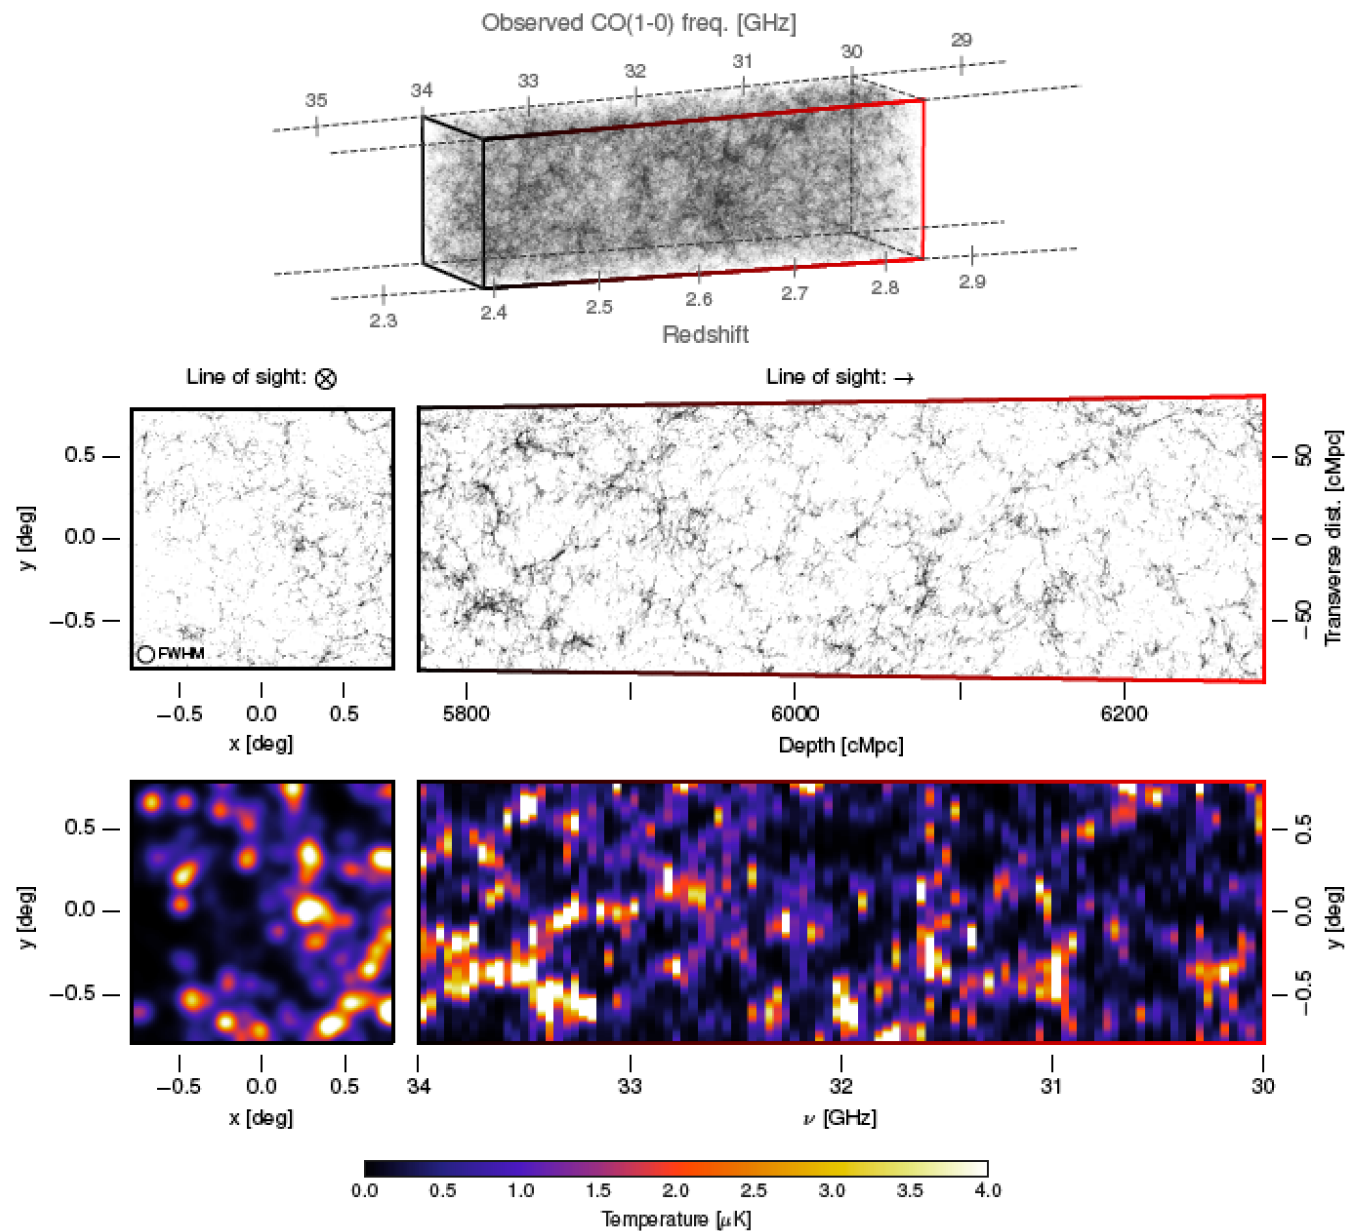 Observed CO(1-0) freq. [GHz]
35 34 33 32 31 30 29
2.3 2.4 2.5 2.6 2.7 2.8 2.9
Redshift
Line of sight: ⊗
Line of sight: →
0.5
0.0
−0.5
y [deg]
FWHM
−0.5 0.0 0.5
x [deg]
50
0
−50
Transverse dist. [cMpc]
5800 6000 6200
Depth [cMpc]
0.5
0.0
−0.5
y [deg]
−0.5 0.0 0.5
x [deg]
0.5
0.0
−0.5
y [deg]
34 33 32 31 30
ν [GHz]
0.0 0.5 1.0 1.5 2.0 2.5 3.0 3.5 4.0
Temperature [μK]